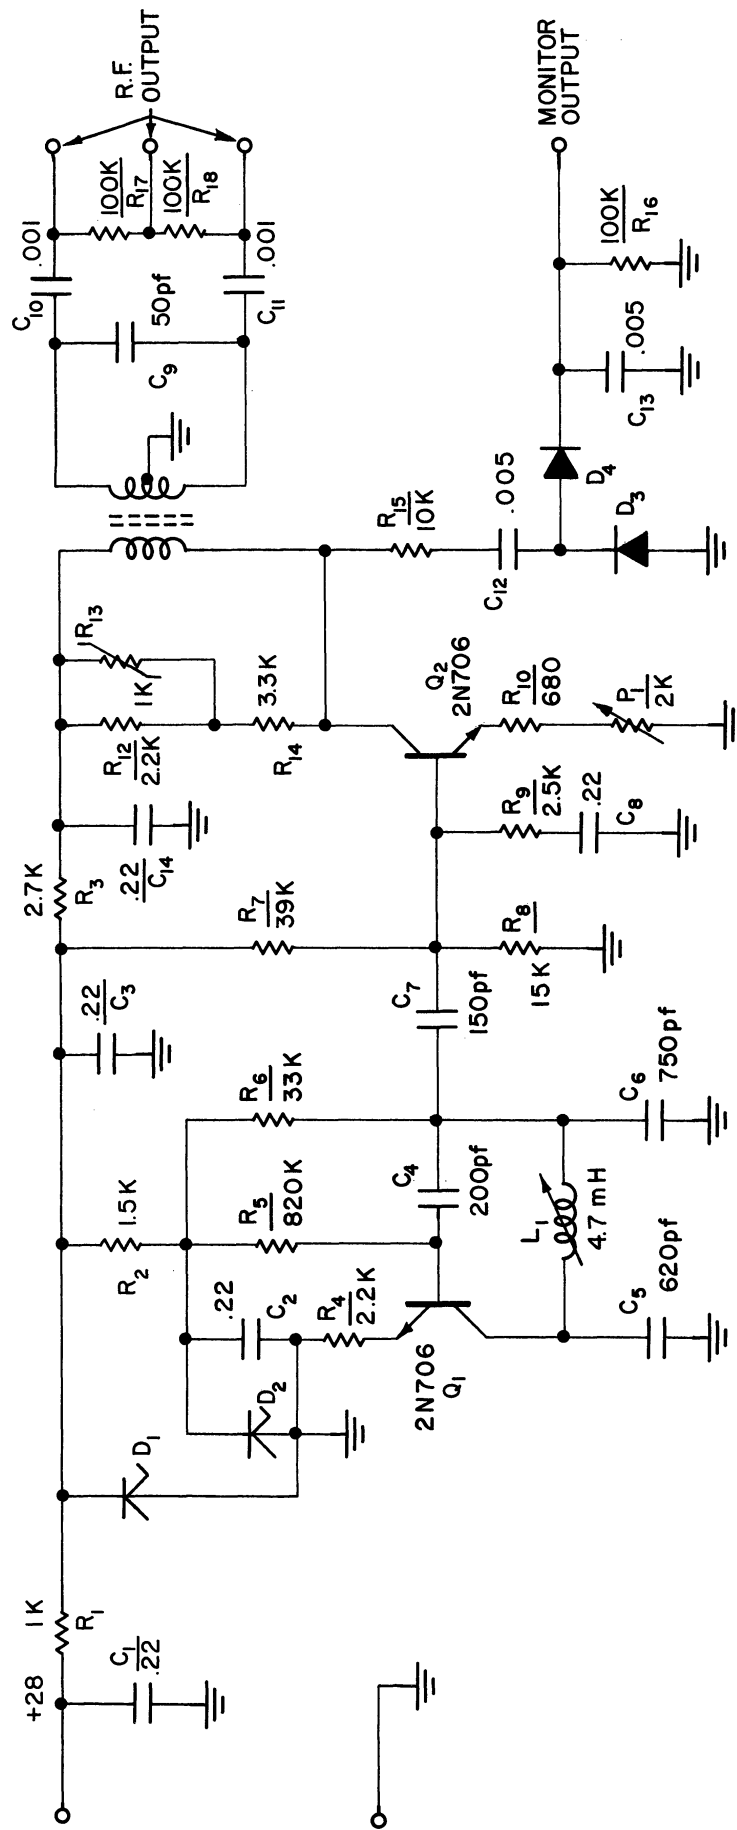 +28
C1
.22
1K
R1
D1
D2
.22
C2
R4
2.2K
2N706
Q1
1.5K
R2
R5
820K
R6
33K
C4
200pf
L1
4.7 mH
C5
620pf
C6
750pf
.22
C3
C7
150pf
R7
39K
R8
15K
2.7K
R3
.22
C14
R9
2.5K
.22
C8
R12
2.2K
R13
1K
3.3K
R14
Q2
2N706
R10
680
P1
2K
R15
10K
C12
.005
D3
D4
C13
.005
100K
R16
MONITOR
OUTPUT
C9
50pf
C10
.001
C11
.001
100K
R17
100K
R18
R.F.
OUTPUT